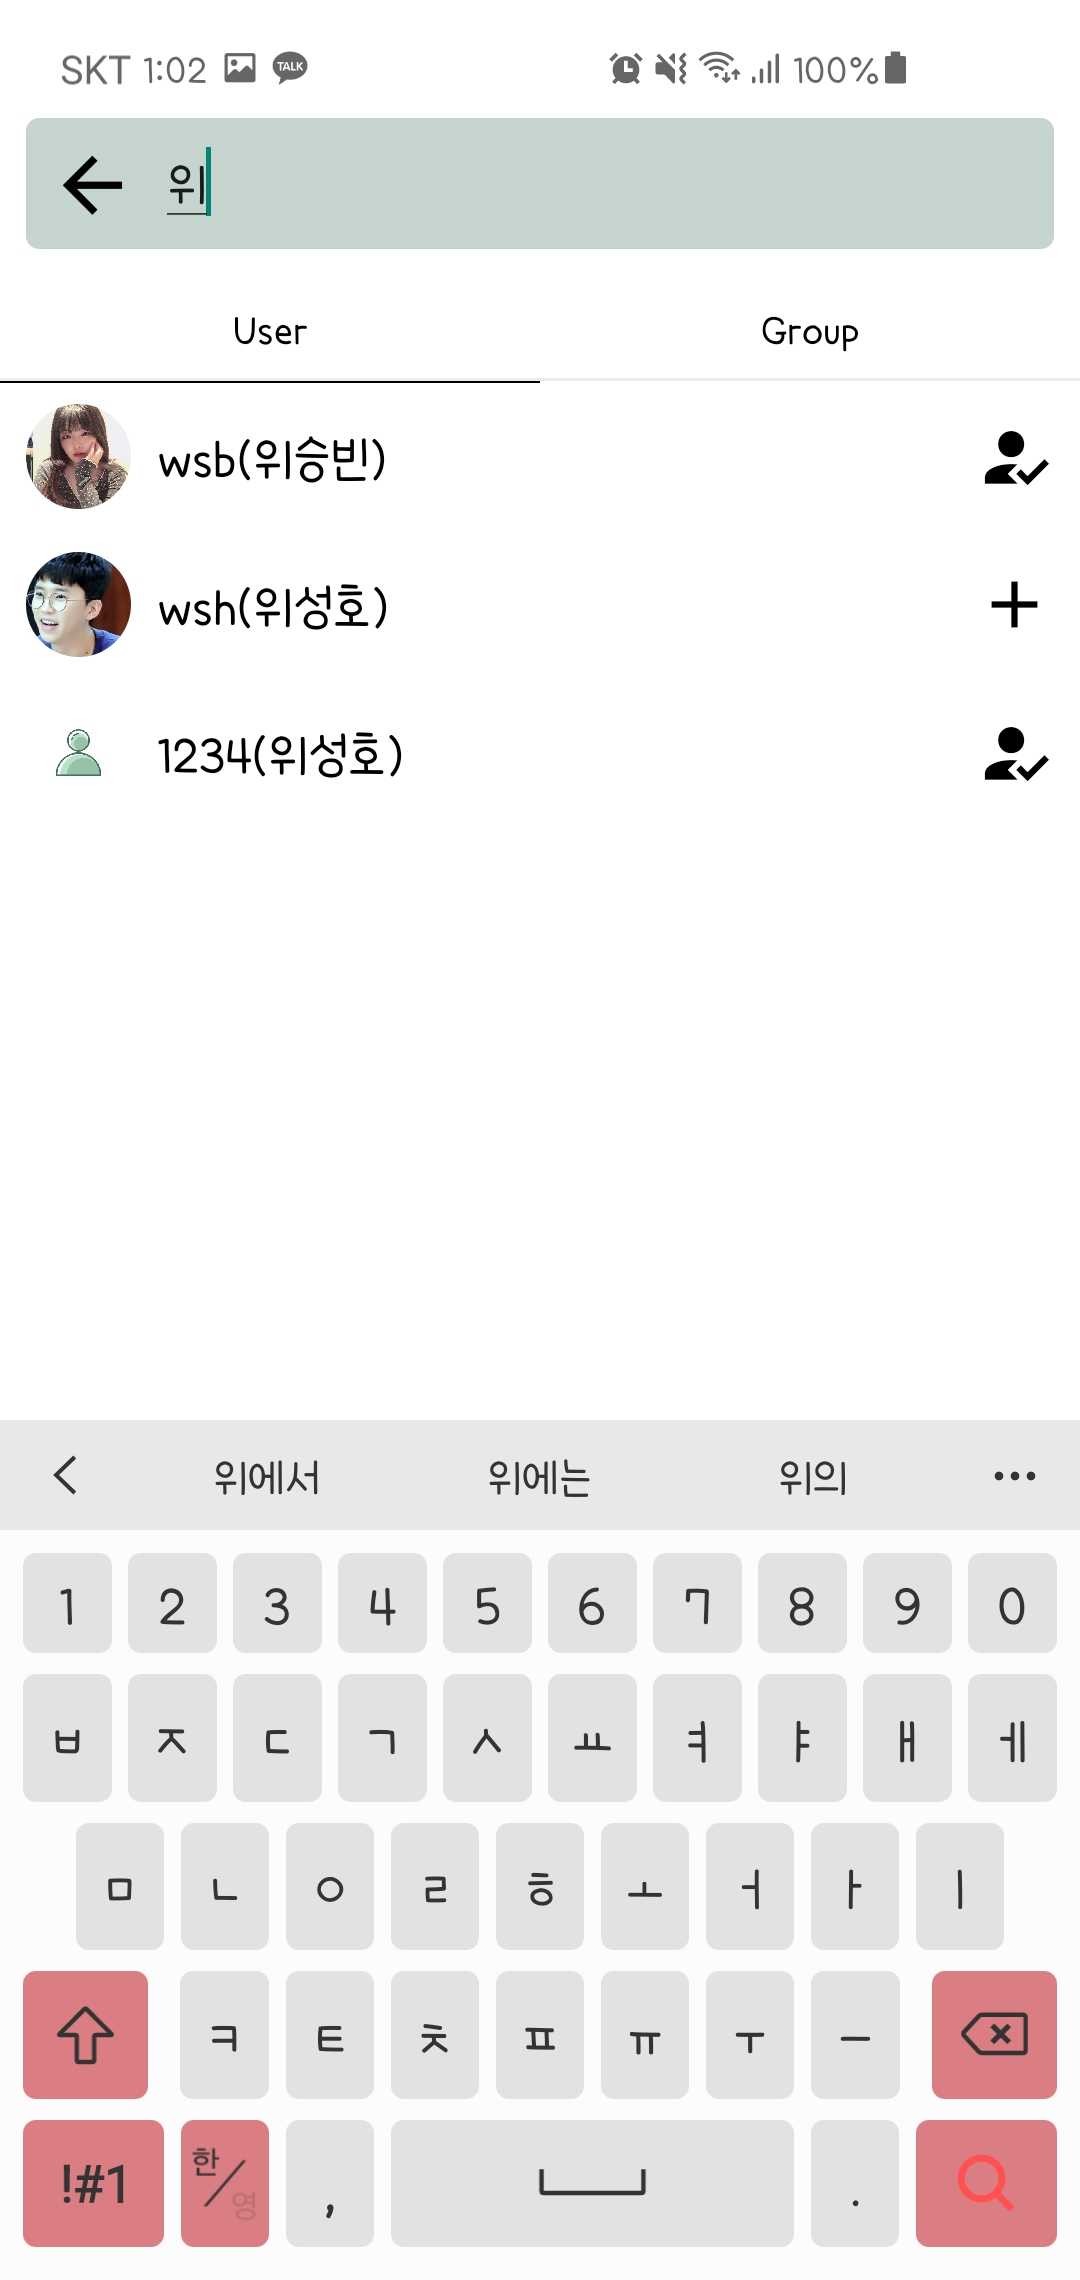 SKT 1:02 TALK 100%
위
User Group
wsb(위승빈)
wsh(위성호)
1234(위성호)
위에서 위에는 위의 •••
1 2 3 4 5 6 7 8 9 0
ㅂ ㅈ ㄷ ㄱ ㅅ ㅛ ㅕ ㅑ ㅐ ㅔ
ㅁ ㄴ ㅇ ㄹ ㅎ ㅗ ㅓ ㅏ ㅣ
ㅋ ㅌ ㅊ ㅍ ㅠ ㅜ ㅡ
!#1 한/영 , .